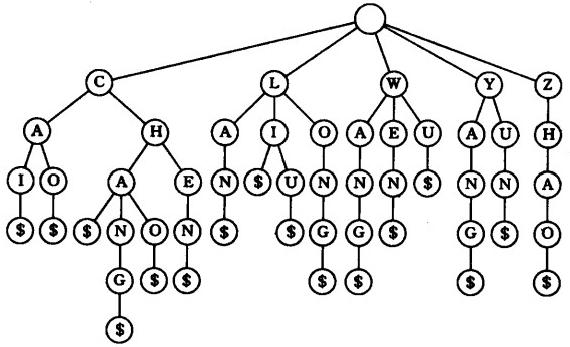 C L W Y Z
A H A I O A E U A U H
I O A E N $ U N N N $ N N A
$ $ $ N O N $ $ G G $ G $ O
G $ $ $ $ $ $
$